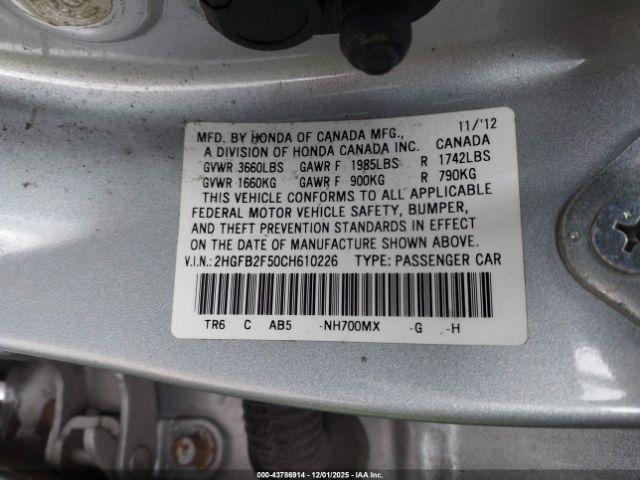 11/'12
MFD. BY HONDA OF CANADA MFG., CANADA
A DIVISION OF HONDA CANADA INC.
GVWR 3660LBS GAWR F 1985LBS R 1742LBS
GVWR 1660KG GAWR F 900KG R 790KG
THIS VEHICLE CONFORMS TO ALL APPLICABLE
FEDERAL MOTOR VEHICLE SAFETY, BUMPER,
AND THEFT PREVENTION STANDARDS IN EFFECT
ON THE DATE OF MANUFACTURE SHOWN ABOVE.
V.I.N.: 2HGFB2F50CH610226 TYPE: PASSENGER CAR
TR6 C AB5 -NH700MX -G -H
©IAAI
00-43786914 - 12/01/2025 - IAA Inc.